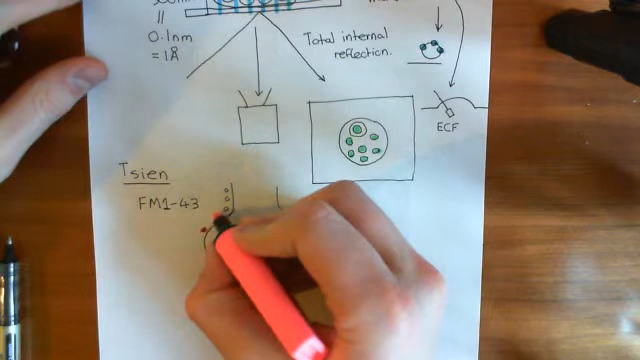 ||
0.1nm
= 1Å
Total internal
reflection.
ECF
Tsien
FM1-43